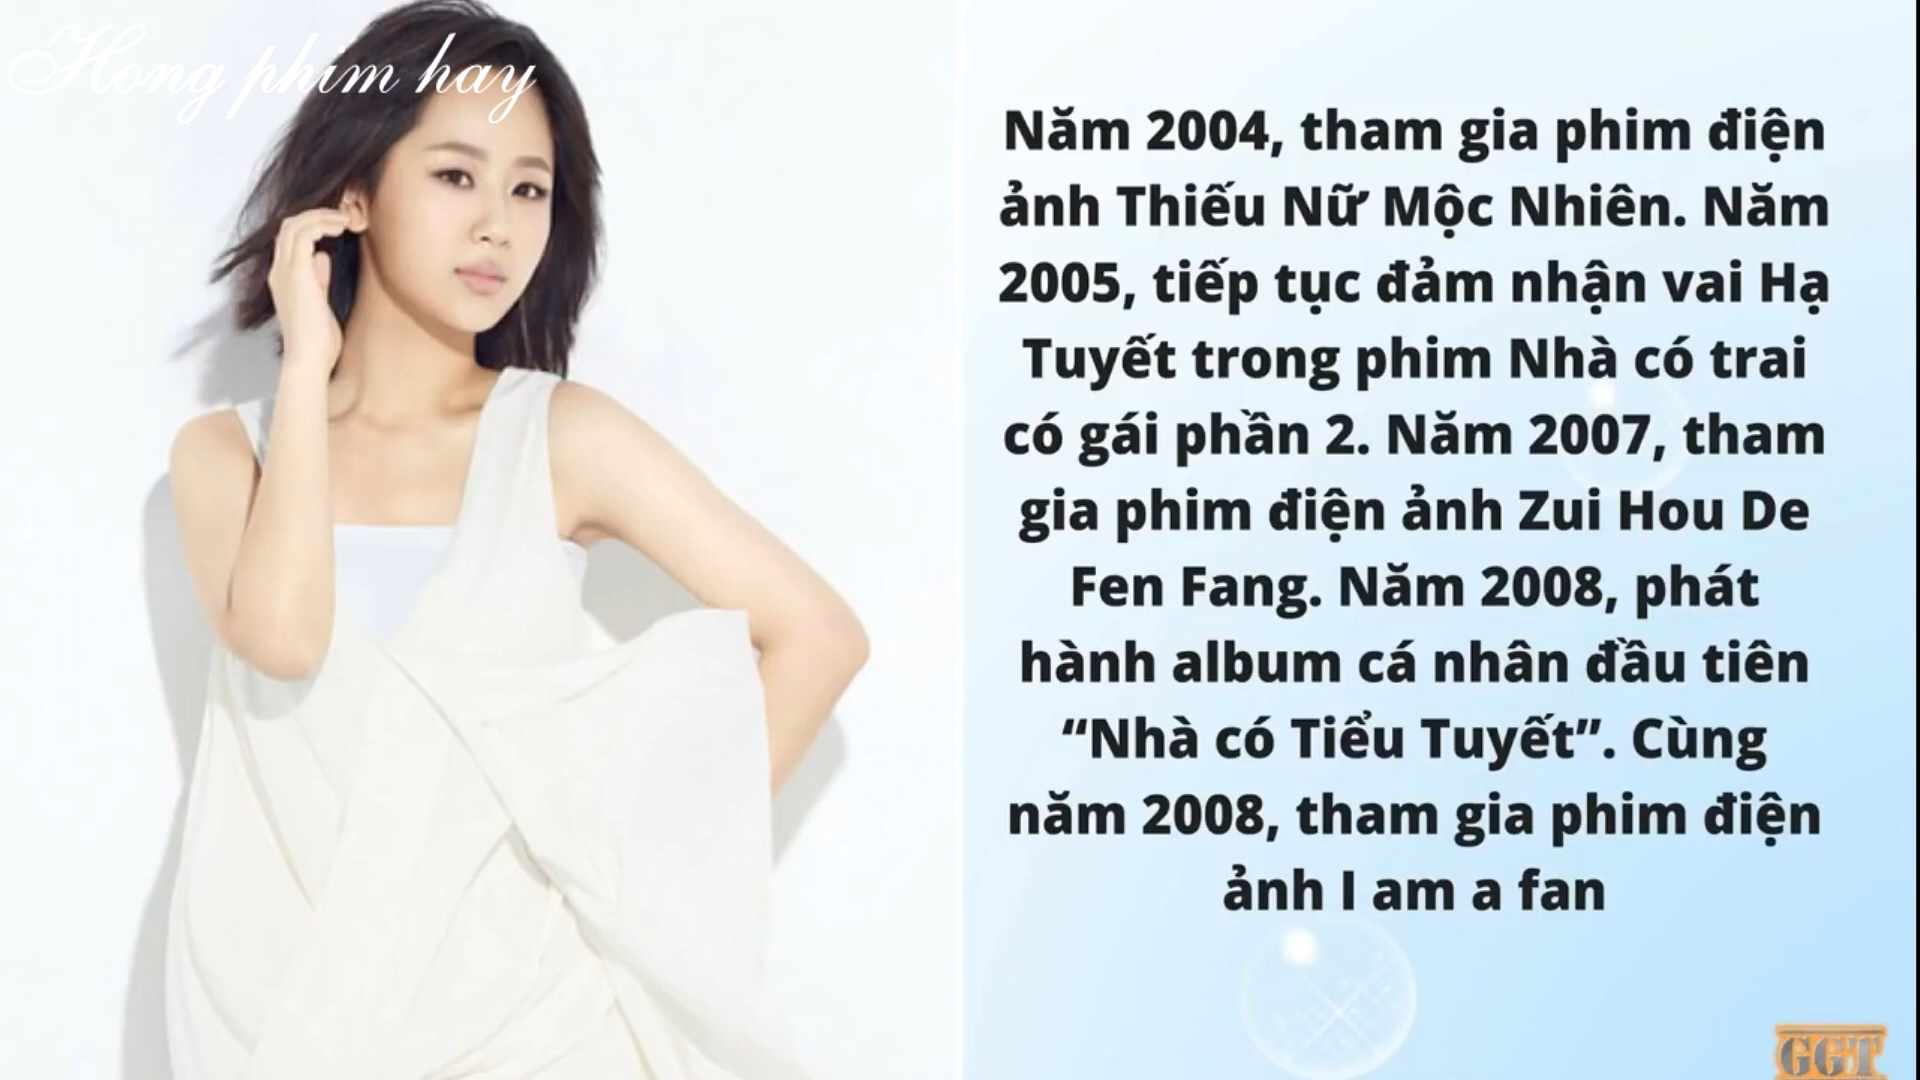 Hong phim hay
Năm 2004, tham gia phim điện
ảnh Thiếu Nữ Mộc Nhiên. Năm
2005, tiếp tục đảm nhận vai Hạ
Tuyết trong phim Nhà có trai
có gái phần 2. Năm 2007, tham
gia phim điện ảnh Zui Hou De
Fen Fang. Năm 2008, phát
hành album cá nhân đầu tiên
“Nhà có Tiểu Tuyết”. Cùng
năm 2008, tham gia phim điện
ảnh I am a fan
GGT